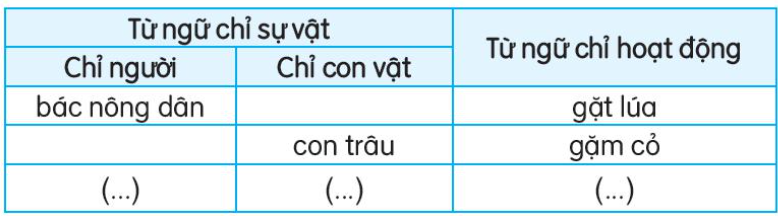 Từ ngữ chỉ sự vật
Từ ngữ chỉ hoạt động
Chỉ người
Chỉ con vật
bác nông dân
gặt lúa
con trâu
gặm cỏ
(...)
(...)
(...)